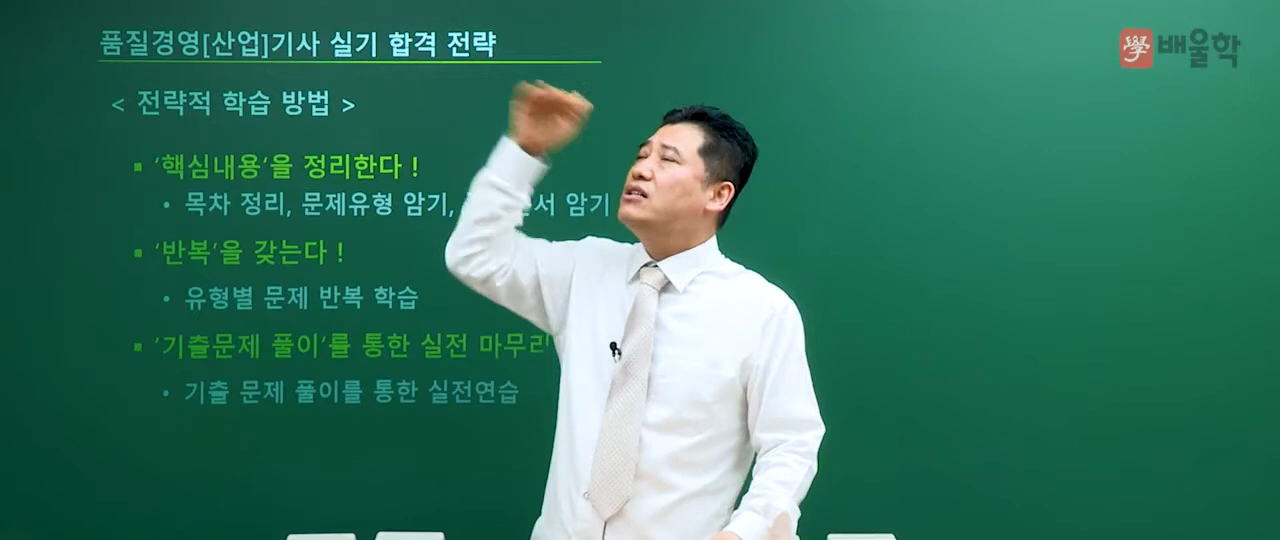 품질경영[산업]기사 실기 합격 전략
學 배울학
< 전략적 학습 방법 >
▪ '핵심내용'을 정리한다 !
• 목차 정리, 문제유형 암기, 서 암기
▪ '반복'을 갖는다 !
• 유형별 문제 반복 학습
▪ '기출문제 풀이'를 통한 실전 마무리
• 기출 문제 풀이를 통한 실전연습